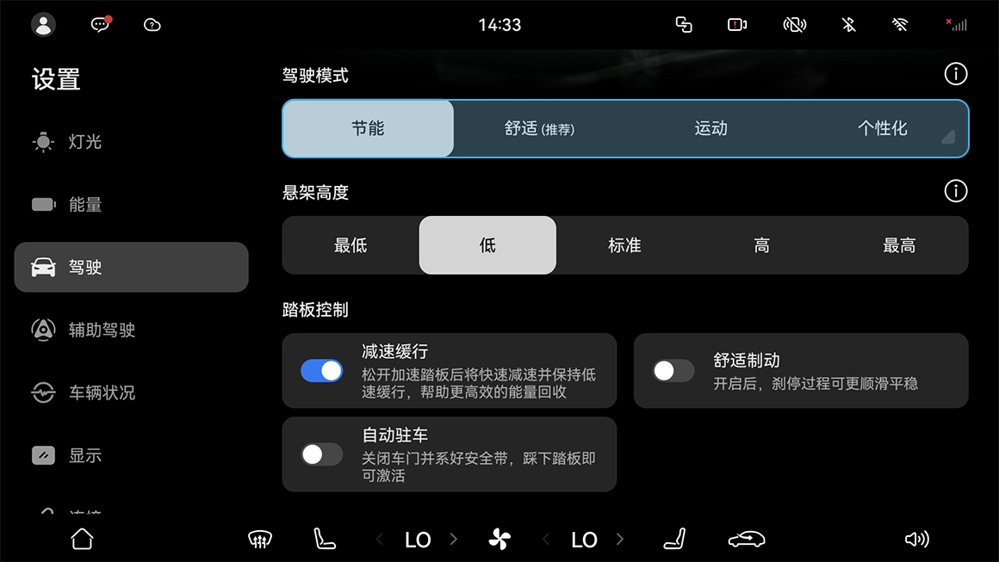 14:33
设置
灯光
能量
驾驶
辅助驾驶
车辆状况
显示
驾驶模式
节能
舒适 (推荐)
运动
个性化
悬架高度
最低
低
标准
高
最高
踏板控制
减速缓行
松开加速踏板后将快速减速并保持低
速缓行，帮助更高效的能量回收
舒适制动
开启后，刹停过程可更顺滑平稳
自动驻车
关闭车门并系好安全带，踩下踏板即
可激活
LO
LO